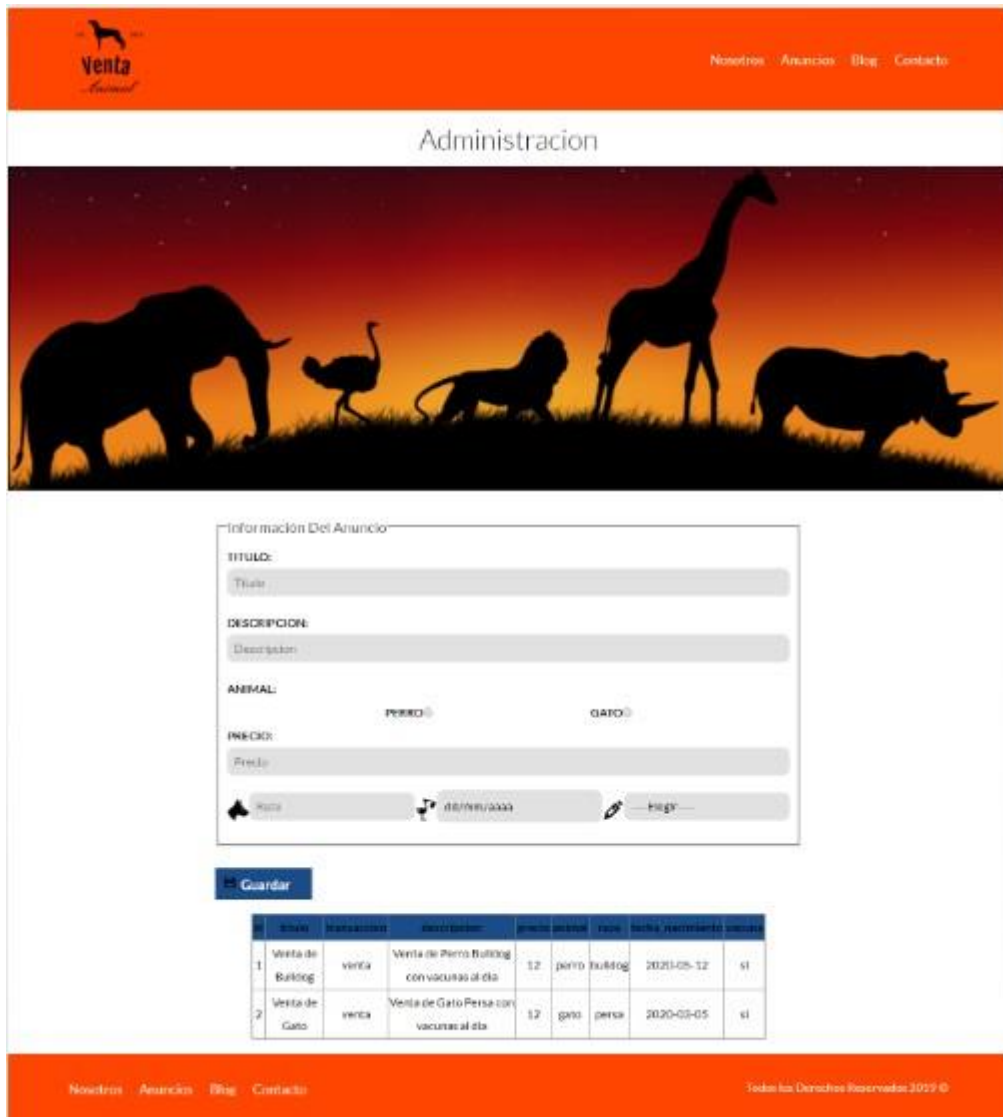 Venta
Animal
Nosotros Anuncios Blog Contacto
Administracion
Información Del Anuncio
TITULO:
Titulo
DESCRIPCION:
Descripcion
ANIMAL:
PERRO GATO
PRECIO:
Precio
Raza dd/mm/aaaa ----Elegir----
Guardar
titulo transaccion descripcion precio animal raza fecha_nacimiento vacuna
1 Venta de Bulldog venta Venta de Perro Bulldog con vacunas al dia 12 perro bulldog 2020-05-12 si
2 Venta de Gato venta Venta de Gato Persa con vacunas al dia 12 gato persa 2020-03-05 si
Nosotros Anuncios Blog Contacto
Todos los Derechos Reservados 2019 ©